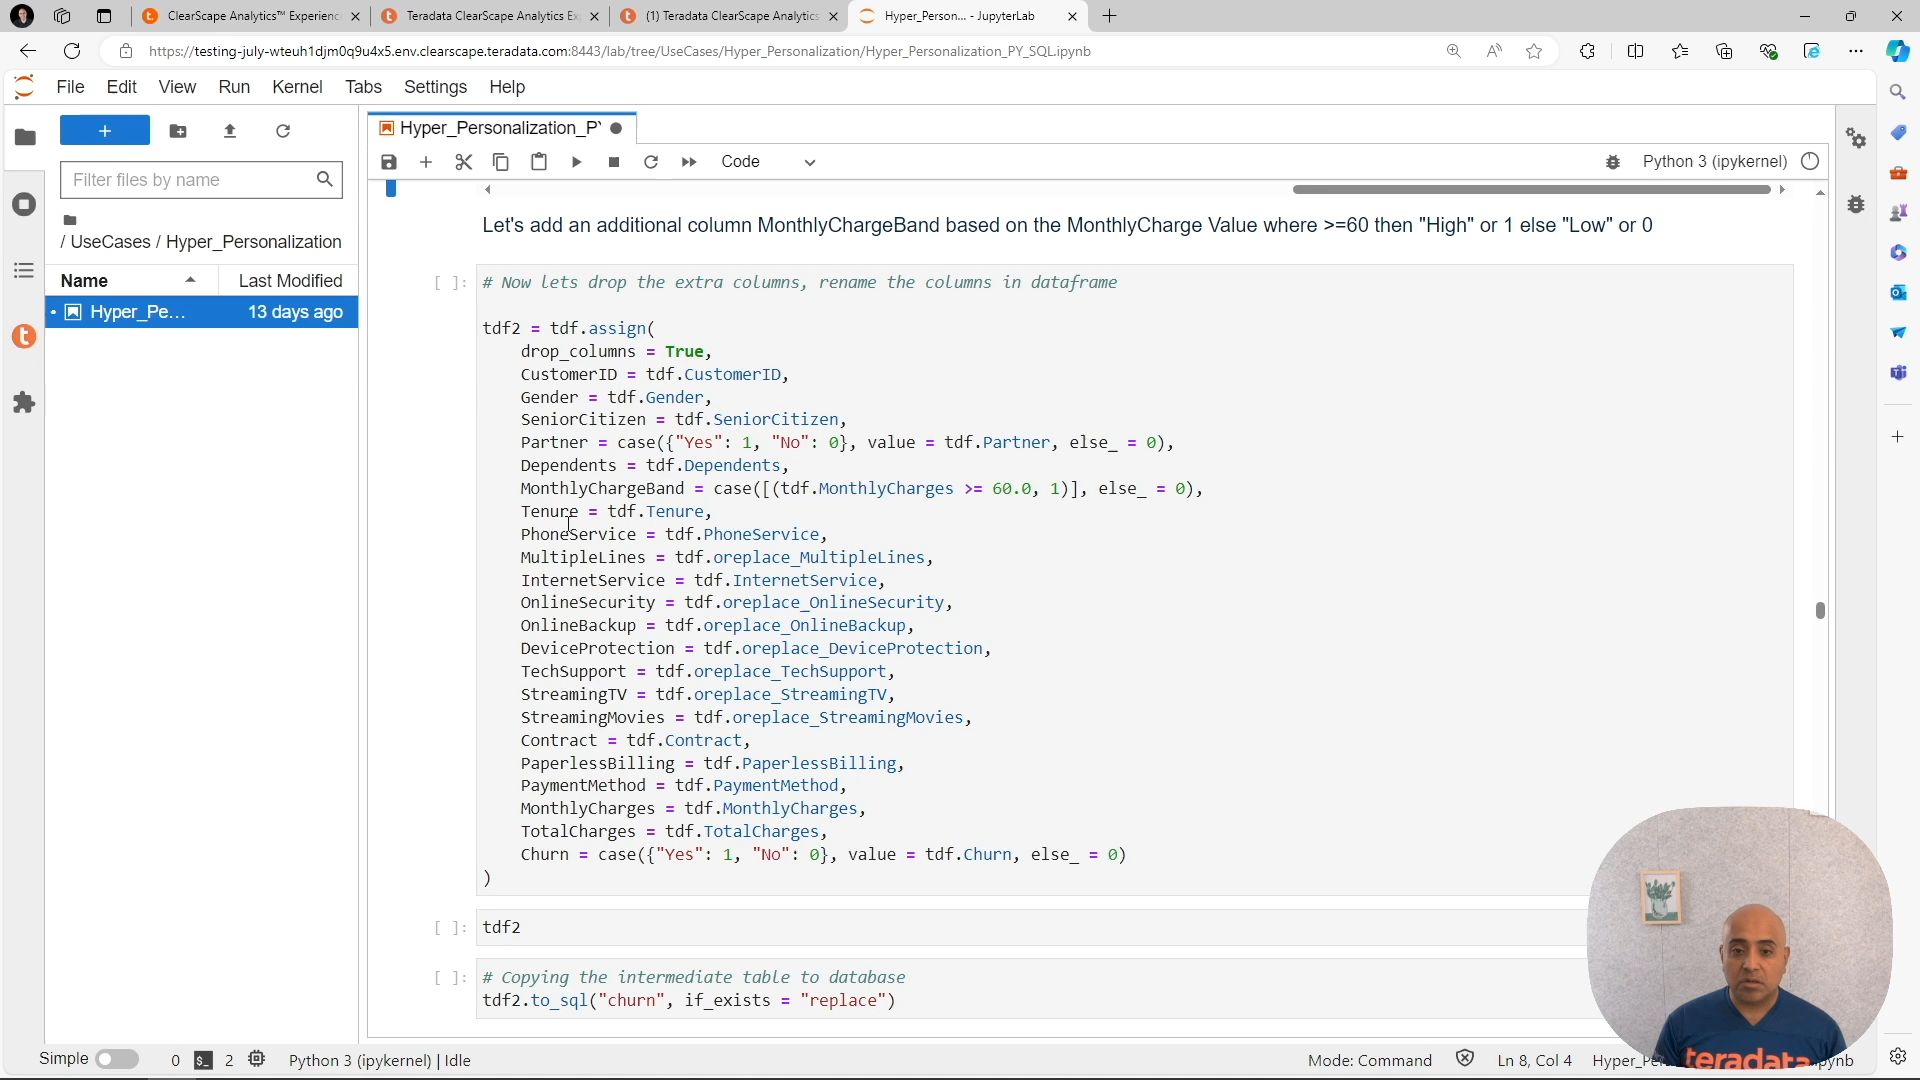 ClearScape Analytics™ Experienc
Teradata ClearScape Analytics Ex
(1) Teradata ClearScape Analytics
Hyper_Person... - JupyterLab
https://testing-july-wteuh1djm0q9u4x5.env.clearscape.teradata.com:8443/lab/tree/UseCases/Hyper_Personalization/Hyper_Personalization_PY_SQL.ipynb
File Edit View Run Kernel Tabs Settings Help
Filter files by name
/ UseCases / Hyper_Personalization
Name Last Modified
Hyper_Pe... 13 days ago
Hyper_Personalization_P
Code
Python 3 (ipykernel)
Let's add an additional column MonthlyChargeBand based on the MonthlyCharge Value where >=60 then "High" or 1 else "Low" or 0
[ ]: # Now lets drop the extra columns, rename the columns in dataframe
tdf2 = tdf.assign(
drop_columns = True,
CustomerID = tdf.CustomerID,
Gender = tdf.Gender,
SeniorCitizen = tdf.SeniorCitizen,
Partner = case({"Yes": 1, "No": 0}, value = tdf.Partner, else_ = 0),
Dependents = tdf.Dependents,
MonthlyChargeBand = case([(tdf.MonthlyCharges >= 60.0, 1)], else_ = 0),
Tenure = tdf.Tenure,
PhoneService = tdf.PhoneService,
MultipleLines = tdf.oreplace_MultipleLines,
InternetService = tdf.InternetService,
OnlineSecurity = tdf.oreplace_OnlineSecurity,
OnlineBackup = tdf.oreplace_OnlineBackup,
DeviceProtection = tdf.oreplace_DeviceProtection,
TechSupport = tdf.oreplace_TechSupport,
StreamingTV = tdf.oreplace_StreamingTV,
StreamingMovies = tdf.oreplace_StreamingMovies,
Contract = tdf.Contract,
PaperlessBilling = tdf.PaperlessBilling,
PaymentMethod = tdf.PaymentMethod,
MonthlyCharges = tdf.MonthlyCharges,
TotalCharges = tdf.TotalCharges,
Churn = case({"Yes": 1, "No": 0}, value = tdf.Churn, else_ = 0)
)
[ ]: tdf2
[ ]: # Copying the intermediate table to database
tdf2.to_sql("churn", if_exists = "replace")
teradata
Simple 0 2 Python 3 (ipykernel) | Idle
Mode: Command Ln 8, Col 4 Hyper_Pe ipynb